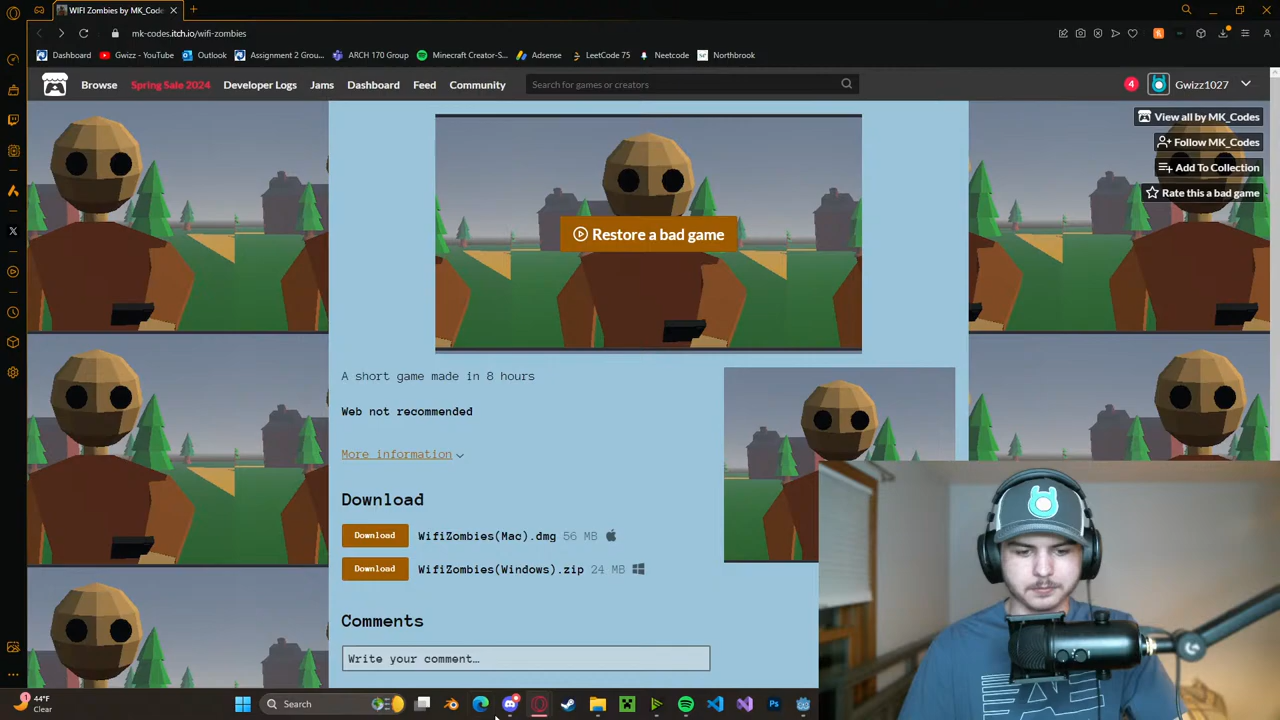 WIFI Zombies by MK_Code
mk-codes.itch.io/wifi-zombies
Dashboard
YouTube - Gwizz
Outlook
Assignment 2 Group...
ARCH 170 Group
Minecraft Creator-S...
Adsense
LeetCode 75
Neetcode
Northbrook
Browse
Spring Sale 2024
Developer Logs
Jams
Dashboard
Feed
Community
Search for games or creators
4
Gwizz1027
View all by MK_Codes
Follow MK_Codes
Add To Collection
Rate this a bad game
Restore a bad game
A short game made in 8 hours
Web not recommended
More information
Download
Download WifiZombies(Mac).dmg 56 MB
Download WifiZombies(Windows).zip 24 MB
Comments
Write your comment...
1
44°F
Clear
Search
Ps